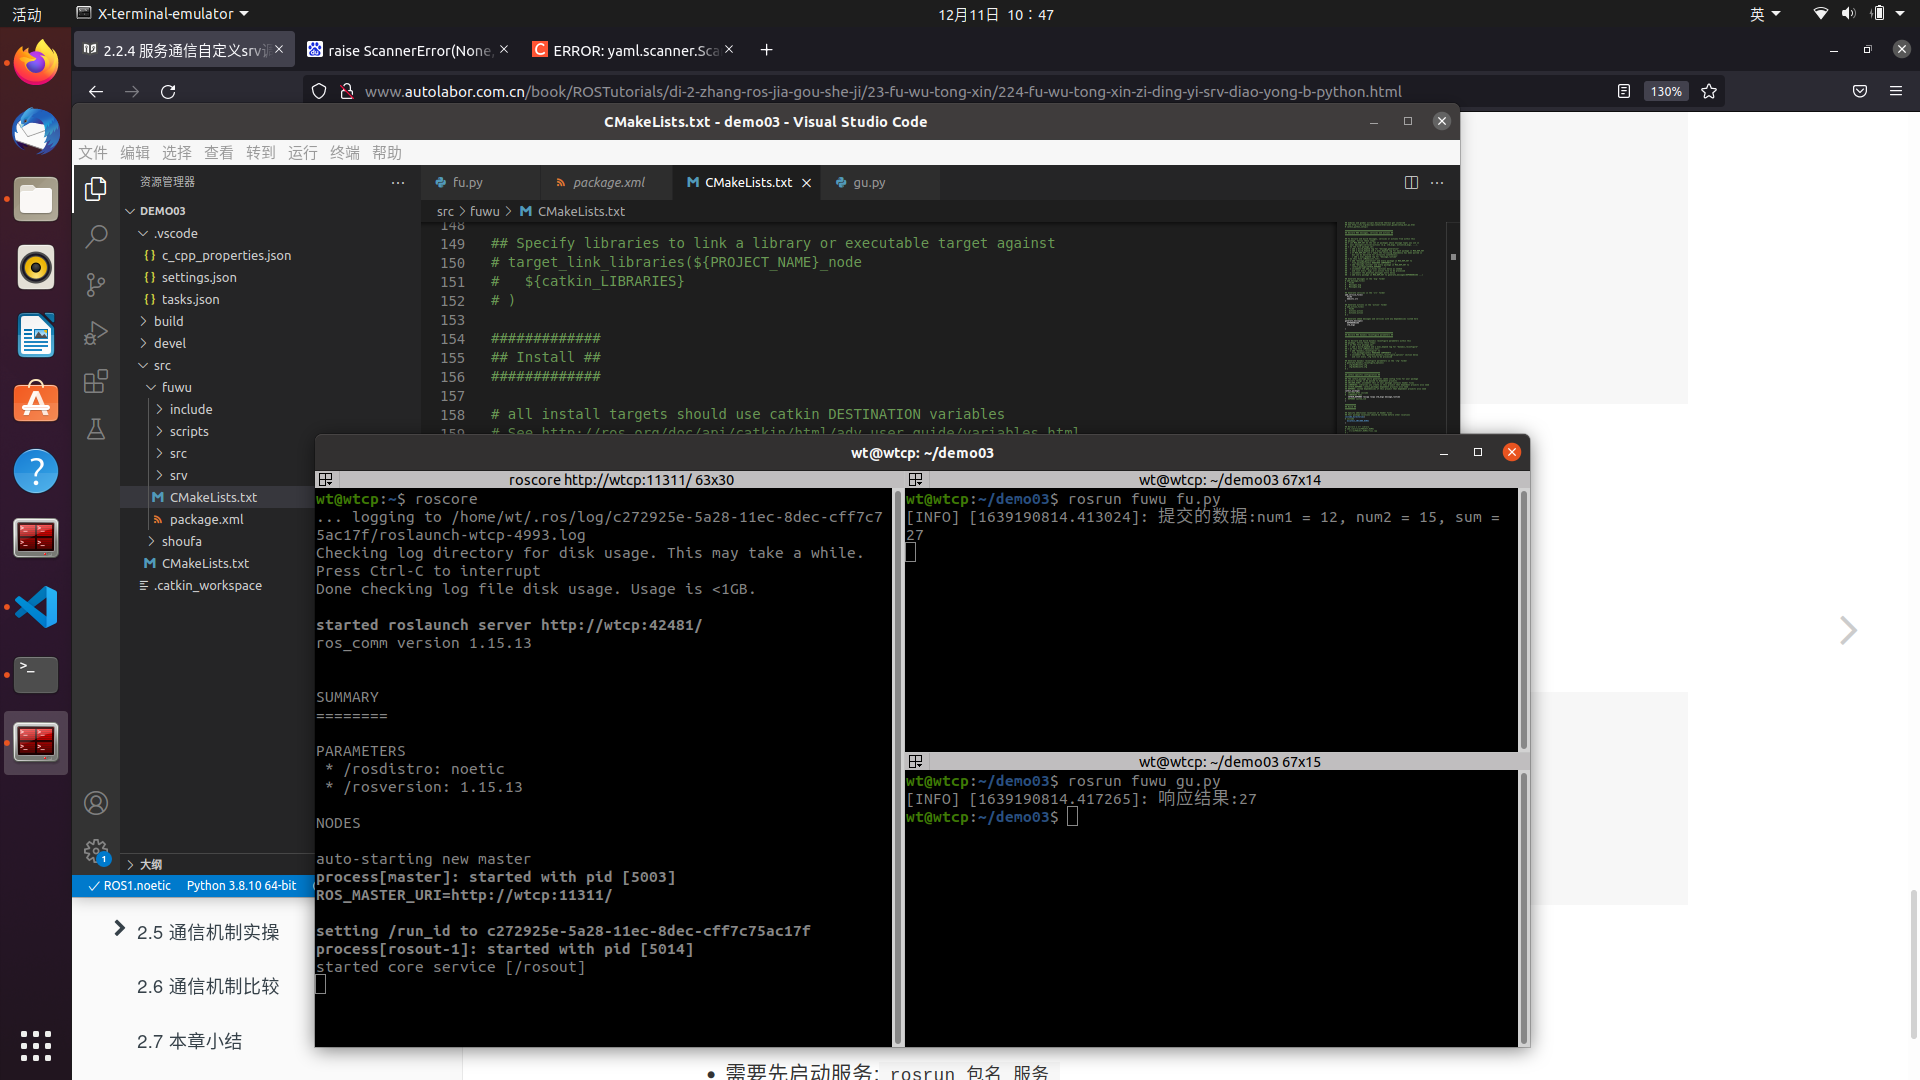 活动
X-terminal-emulator
12月11日 10：47
英
2.2.4 服务通信自定义srv
raise ScannerError(None,
ERROR: yaml.scanner.Sca
www.autolabor.com.cn/book/ROSTutorials/di-2-zhang-ros-jia-gou-she-ji/23-fu-wu-tong-xin/224-fu-wu-tong-xin-zi-ding-yi-srv-diao-yong-b-python.html
130%
CMakeLists.txt - demo03 - Visual Studio Code
文件 编辑 选择 查看 转到 运行 终端 帮助
资源管理器
DEMO03
.vscode
c_cpp_properties.json
settings.json
tasks.json
build
devel
src
fuwu
include
scripts
src
srv
CMakeLists.txt
package.xml
shoufa
CMakeLists.txt
.catkin_workspace
大纲
1
ROS1.noetic
Python 3.8.10 64-bit
fu.py
package.xml
CMakeLists.txt
gu.py
src > fuwu > CMakeLists.txt
148
149 ## Specify libraries to link a library or executable target against
150 # target_link_libraries(${PROJECT_NAME}_node
151 #   ${catkin_LIBRARIES}
152 # )
153
154 #############
155 ## Install ##
156 #############
157
158 # all install targets should use catkin DESTINATION variables
159 # See http://ros.org/doc/api/catkin/html/adv_user_guide/variables.html
wt@wtcp: ~/demo03
roscore http://wtcp:11311/ 63x30
wt@wtcp:~$ roscore
... logging to /home/wt/.ros/log/c272925e-5a28-11ec-8dec-cff7c7
5ac17f/roslaunch-wtcp-4993.log
Checking log directory for disk usage. This may take a while.
Press Ctrl-C to interrupt
Done checking log file disk usage. Usage is <1GB.
started roslaunch server http://wtcp:42481/
ros_comm version 1.15.13
SUMMARY
========
PARAMETERS
 * /rosdistro: noetic
 * /rosversion: 1.15.13
NODES
auto-starting new master
process[master]: started with pid [5003]
ROS_MASTER_URI=http://wtcp:11311/
setting /run_id to c272925e-5a28-11ec-8dec-cff7c75ac17f
process[rosout-1]: started with pid [5014]
started core service [/rosout]
wt@wtcp: ~/demo03 67x14
wt@wtcp:~/demo03$ rosrun fuwu fu.py
[INFO] [1639190814.413024]: 提交的数据:num1 = 12, num2 = 15, sum =
27
wt@wtcp: ~/demo03 67x15
wt@wtcp:~/demo03$ rosrun fuwu gu.py
[INFO] [1639190814.417265]: 响应结果:27
wt@wtcp:~/demo03$
2.5 通信机制实操
2.6 通信机制比较
2.7 本章小结
需要先启动服务: rosrun 包名 服务